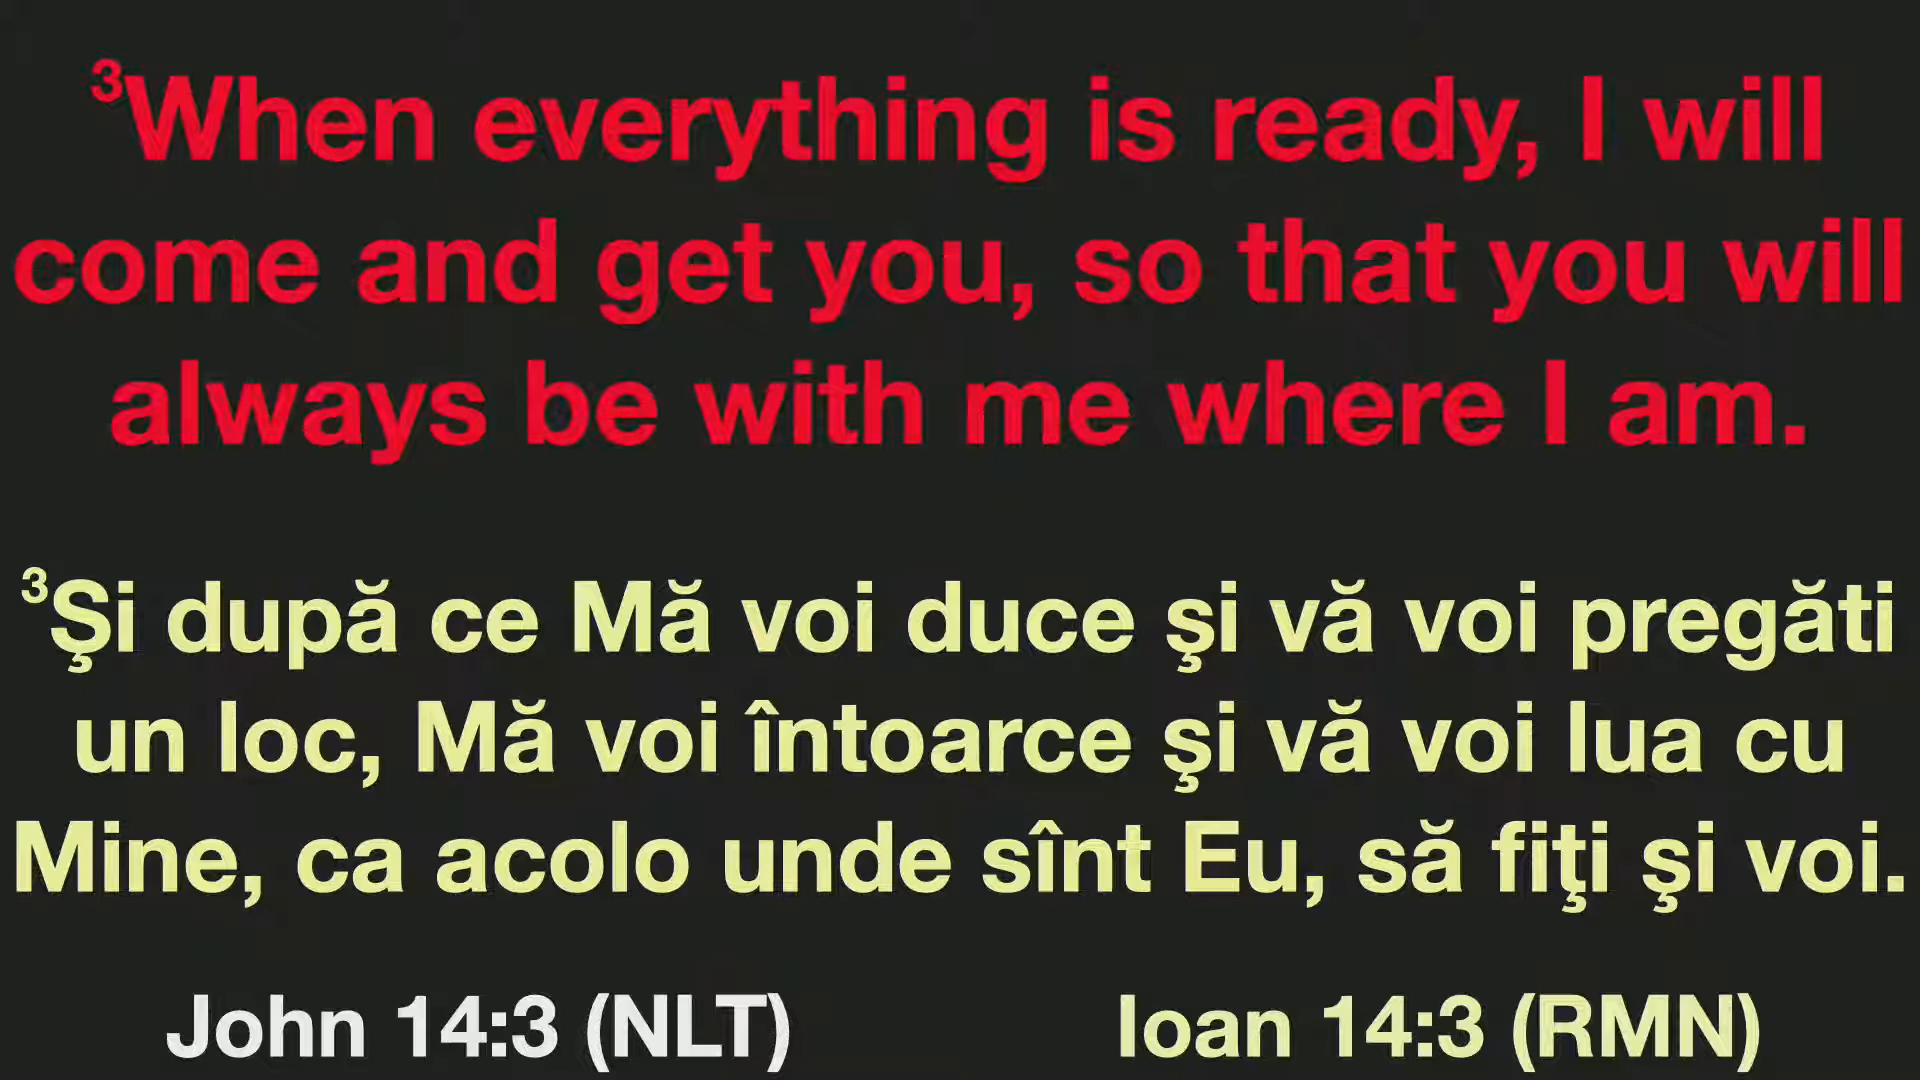 ³When everything is ready, I will
come and get you, so that you will
always be with me where I am.
³Şi după ce Mă voi duce şi vă voi pregăti
un loc, Mă voi întoarce şi vă voi lua cu
Mine, ca acolo unde sînt Eu, să fiţi şi voi.
John 14:3 (NLT) Ioan 14:3 (RMN)